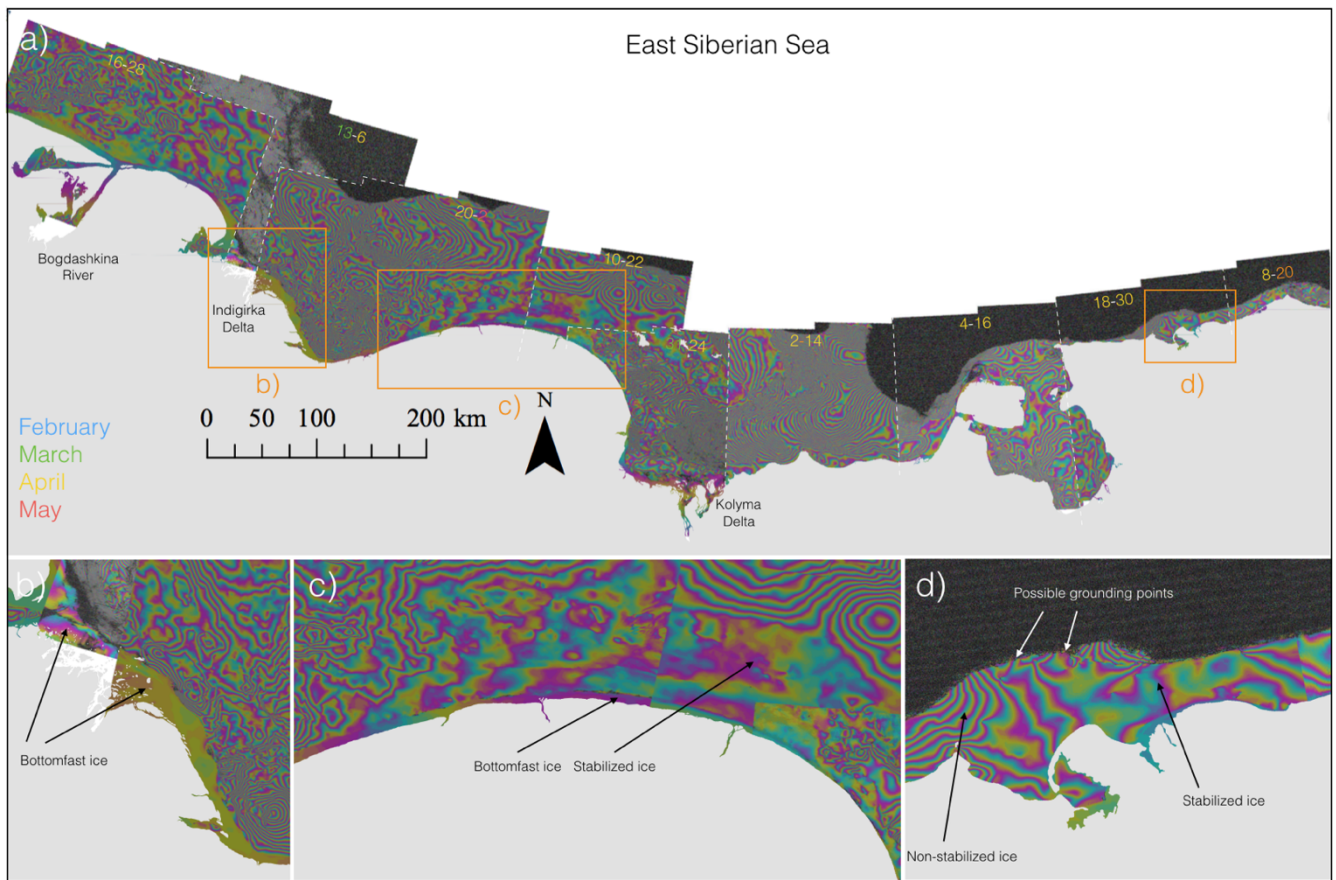 a)
East Siberian Sea
16-28
13-6
20-2
10-22
8-20
18-30
4-16
2-14
24
Bogdashkina
River
Indigirka
Delta
b)
c)
d)
0 50 100 200 km
N
February
March
April
May
Kolyma
Delta
b)
Bottomfast ice
c)
Bottomfast ice Stabilized ice
d)
Possible grounding points
Stabilized ice
Non-stabilized ice